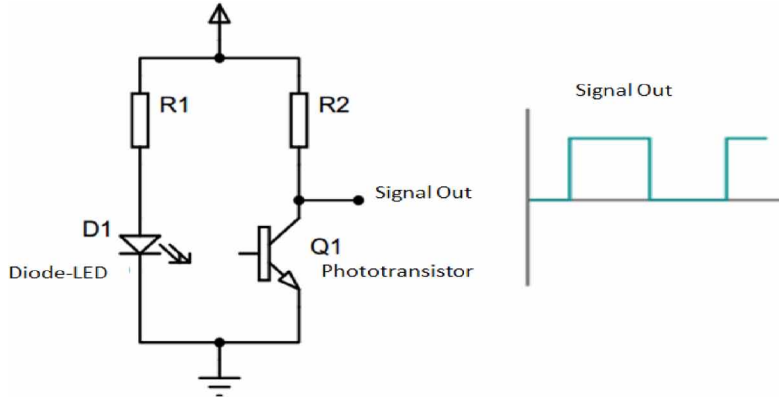 R1
R2
Signal Out
Signal Out
D1
Diode-LED
Q1
Phototransistor